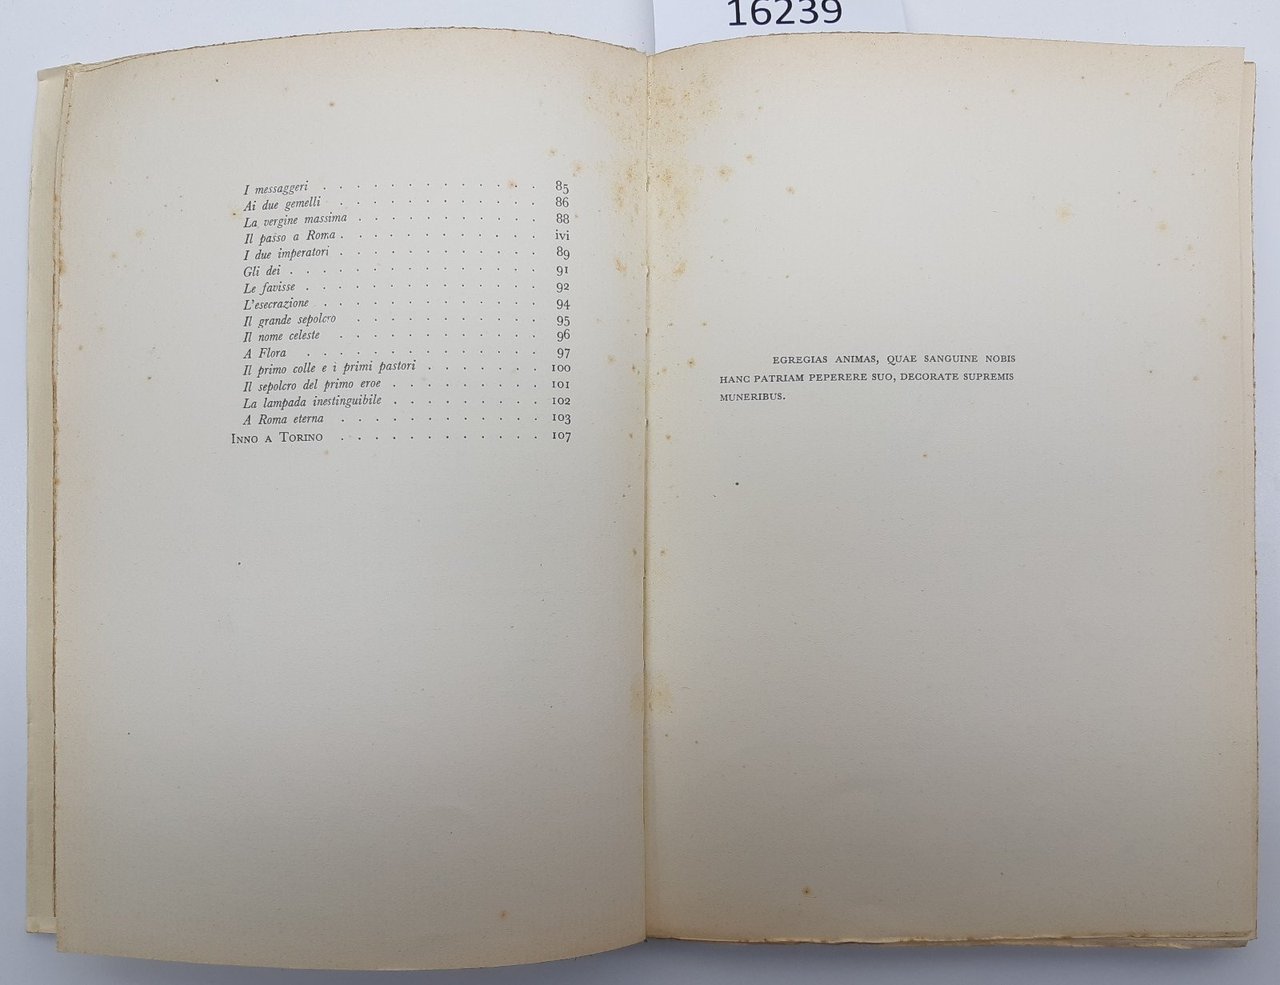 16239
I messaggeri . . . . . . . . . . . . . 85
Ai due gemelli . . . . . . . . . . . . 86
La vergine massima . . . . . . . . . . . 88
Il passo a Roma . . . . . . . . . . . . ivi
I due imperatori . . . . . . . . . . . . 89
Gli dei . . . . . . . . . . . . . . . 91
Le favisse . . . . . . . . . . . . . . 92
L'esecrazione . . . . . . . . . . . . . 94
Il grande sepolcro . . . . . . . . . . . 95
Il nome celeste . . . . . . . . . . . . 96
A Flora . . . . . . . . . . . . . . 97
Il primo colle e i primi pastori . . . . . . . 100
Il sepolcro del primo eroe . . . . . . . . . 101
La lampada inestinguibile . . . . . . . . . 102
A Roma eterna . . . . . . . . . . . . 103
INNO A TORINO . . . . . . . . . . . . 107
EGREGIAS ANIMAS, QUAE SANGUINE NOBIS
HANC PATRIAM PEPERERE SUO, DECORATE SUPREMIS
MUNERIBUS.